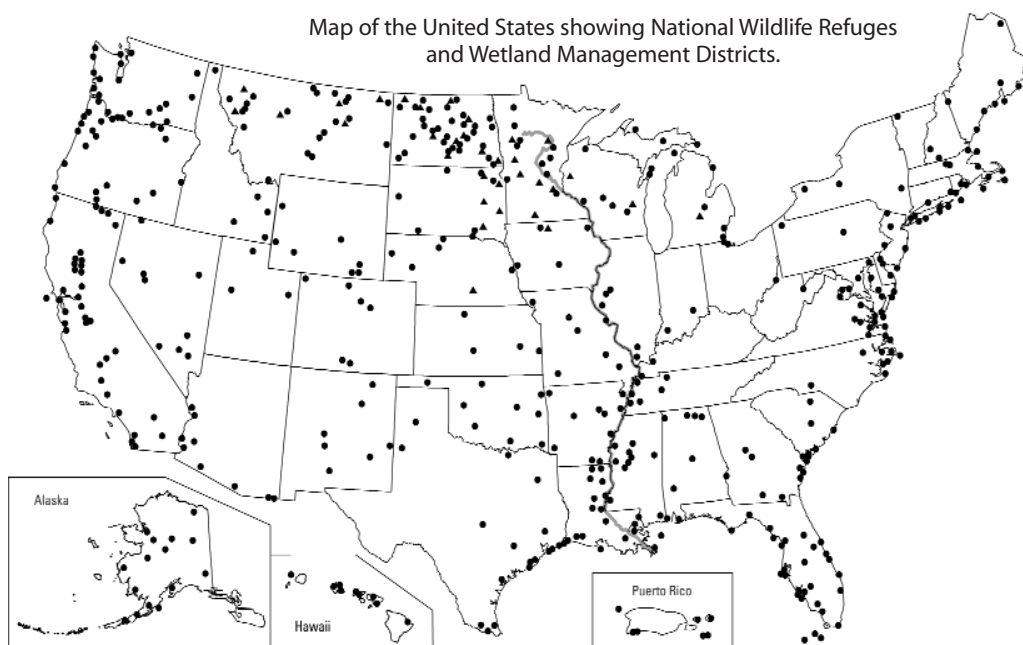 Map of the United States showing National Wildlife Refuges
and Wetland Management Districts.
Alaska
Hawaii
Puerto Rico